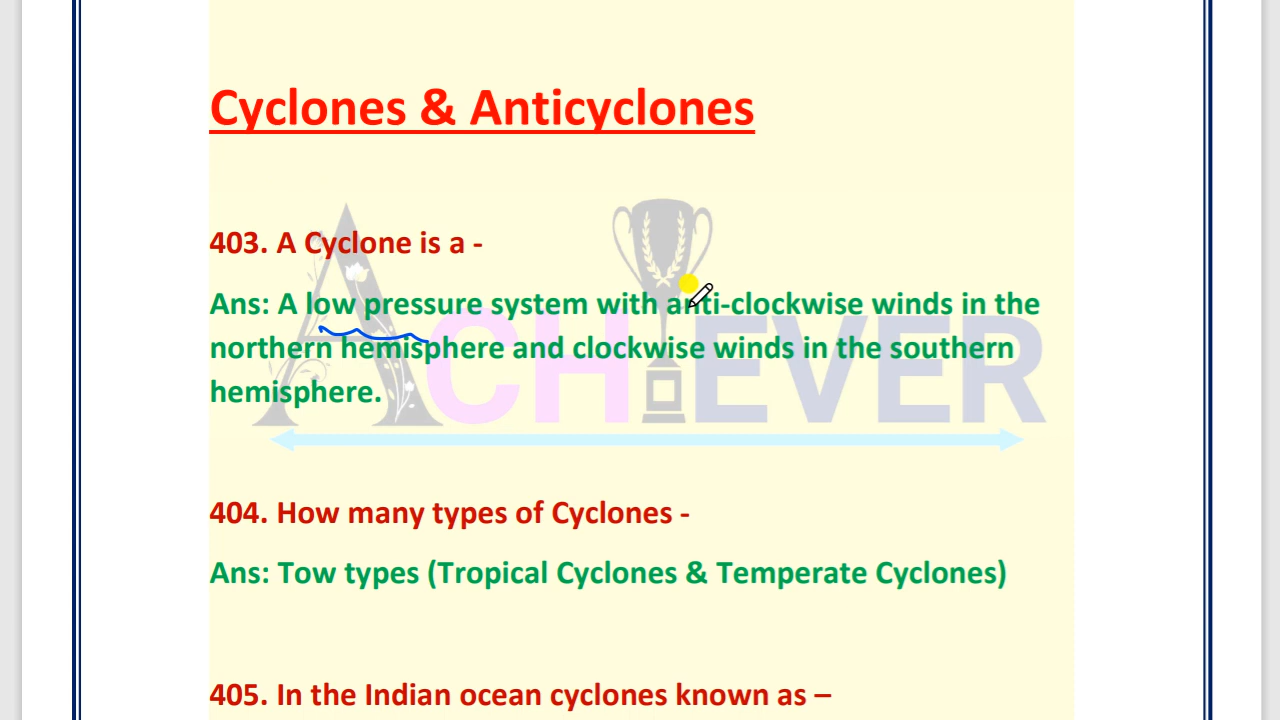 Cyclones & Anticyclones
403. A Cyclone is a -
Ans: A low pressure system with anti-clockwise winds in the
northern hemisphere and clockwise winds in the southern
hemisphere.
ACHIEVER
404. How many types of Cyclones -
Ans: Tow types (Tropical Cyclones & Temperate Cyclones)
405. In the Indian ocean cyclones known as –